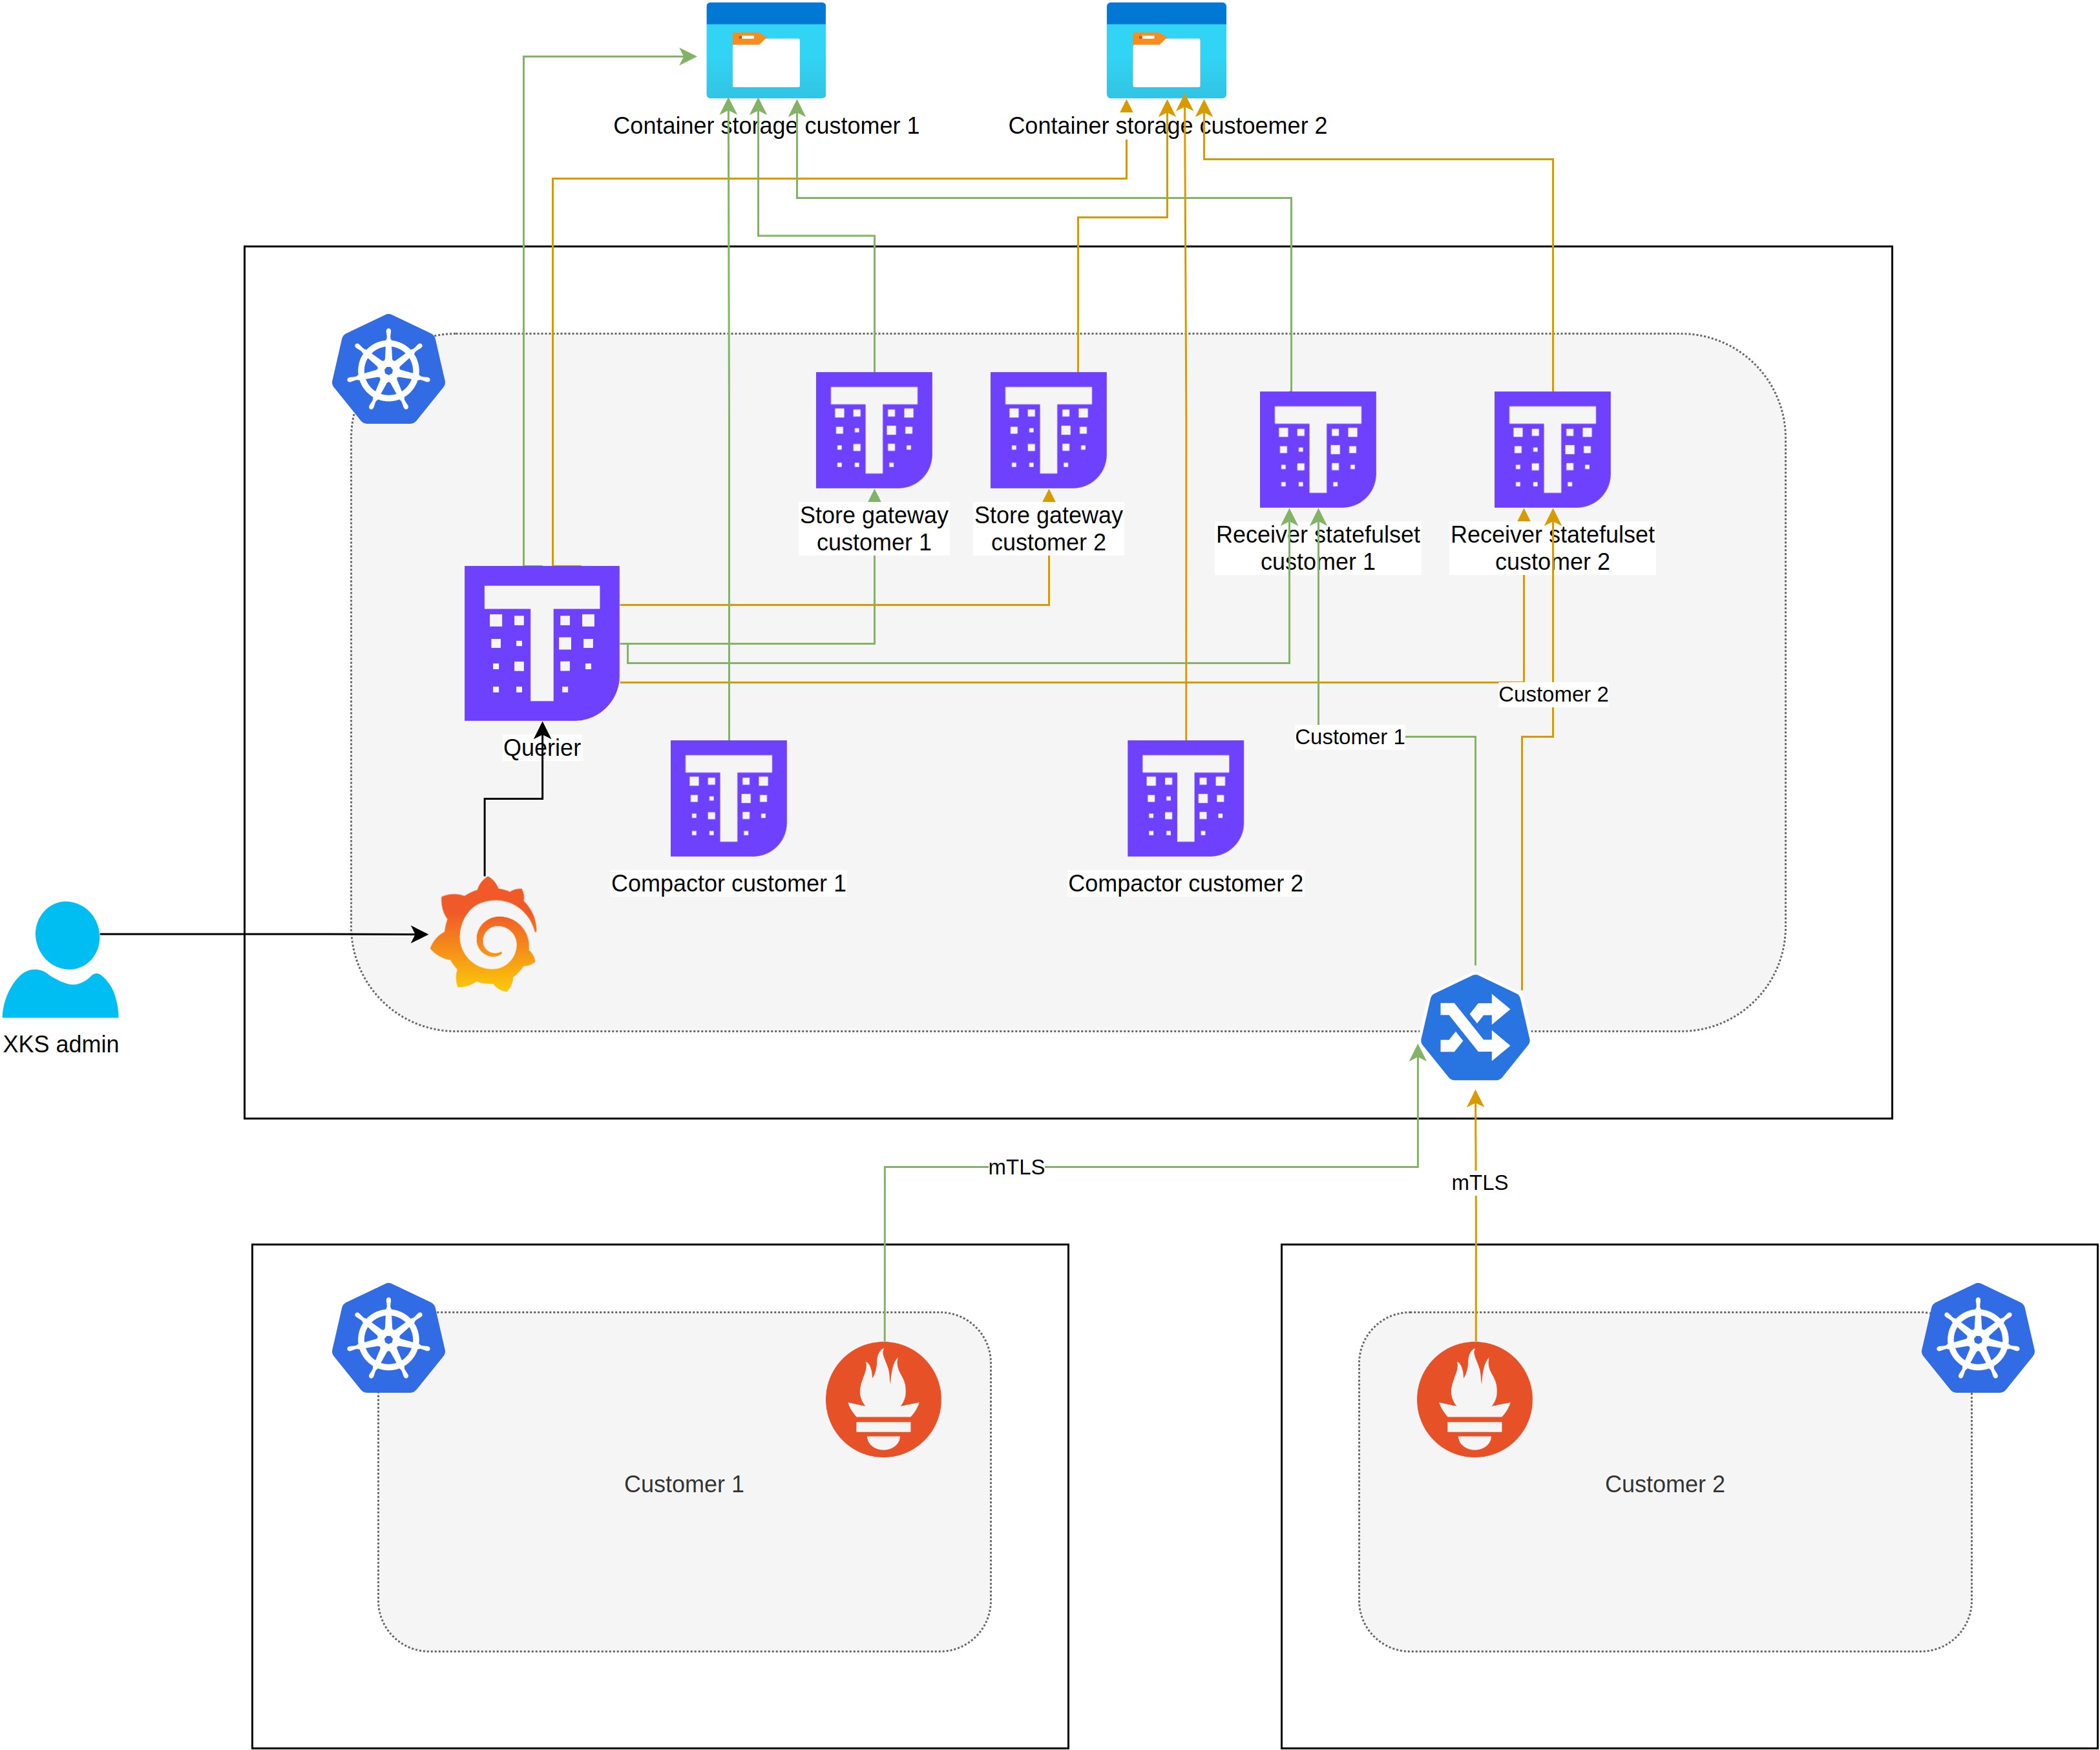 Container storage customer 1
Container storage custoemer 2
Store gateway
customer 1
Store gateway
customer 2
Receiver statefulset
customer 1
Receiver statefulset
customer 2
Customer 2
Customer 1
Querier
Compactor customer 1
Compactor customer 2
XKS admin
mTLS
mTLS
Customer 1
Customer 2